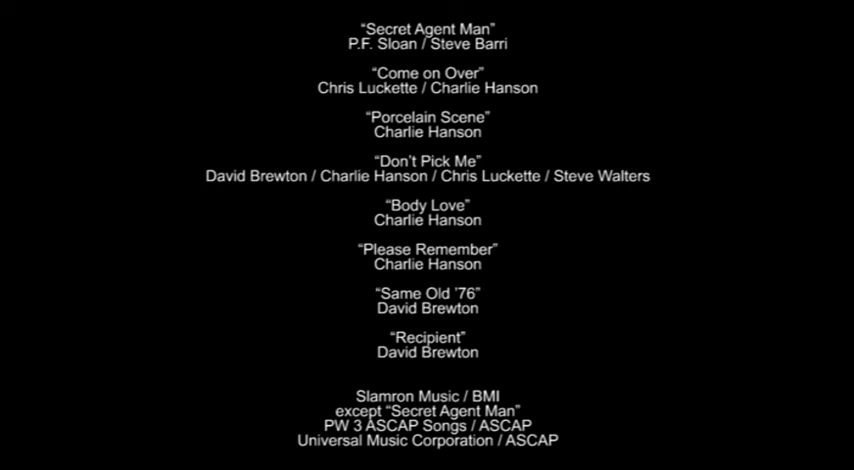 “Secret Agent Man”
P.F. Sloan / Steve Barri
“Come on Over”
Chris Luckette / Charlie Hanson
“Porcelain Scene”
Charlie Hanson
“Don’t Pick Me”
David Brewton / Charlie Hanson / Chris Luckette / Steve Walters
“Body Love”
Charlie Hanson
“Please Remember”
Charlie Hanson
“Same Old ’76”
David Brewton
“Recipient”
David Brewton
Slamron Music / BMI
except “Secret Agent Man”
PW 3 ASCAP Songs / ASCAP
Universal Music Corporation / ASCAP